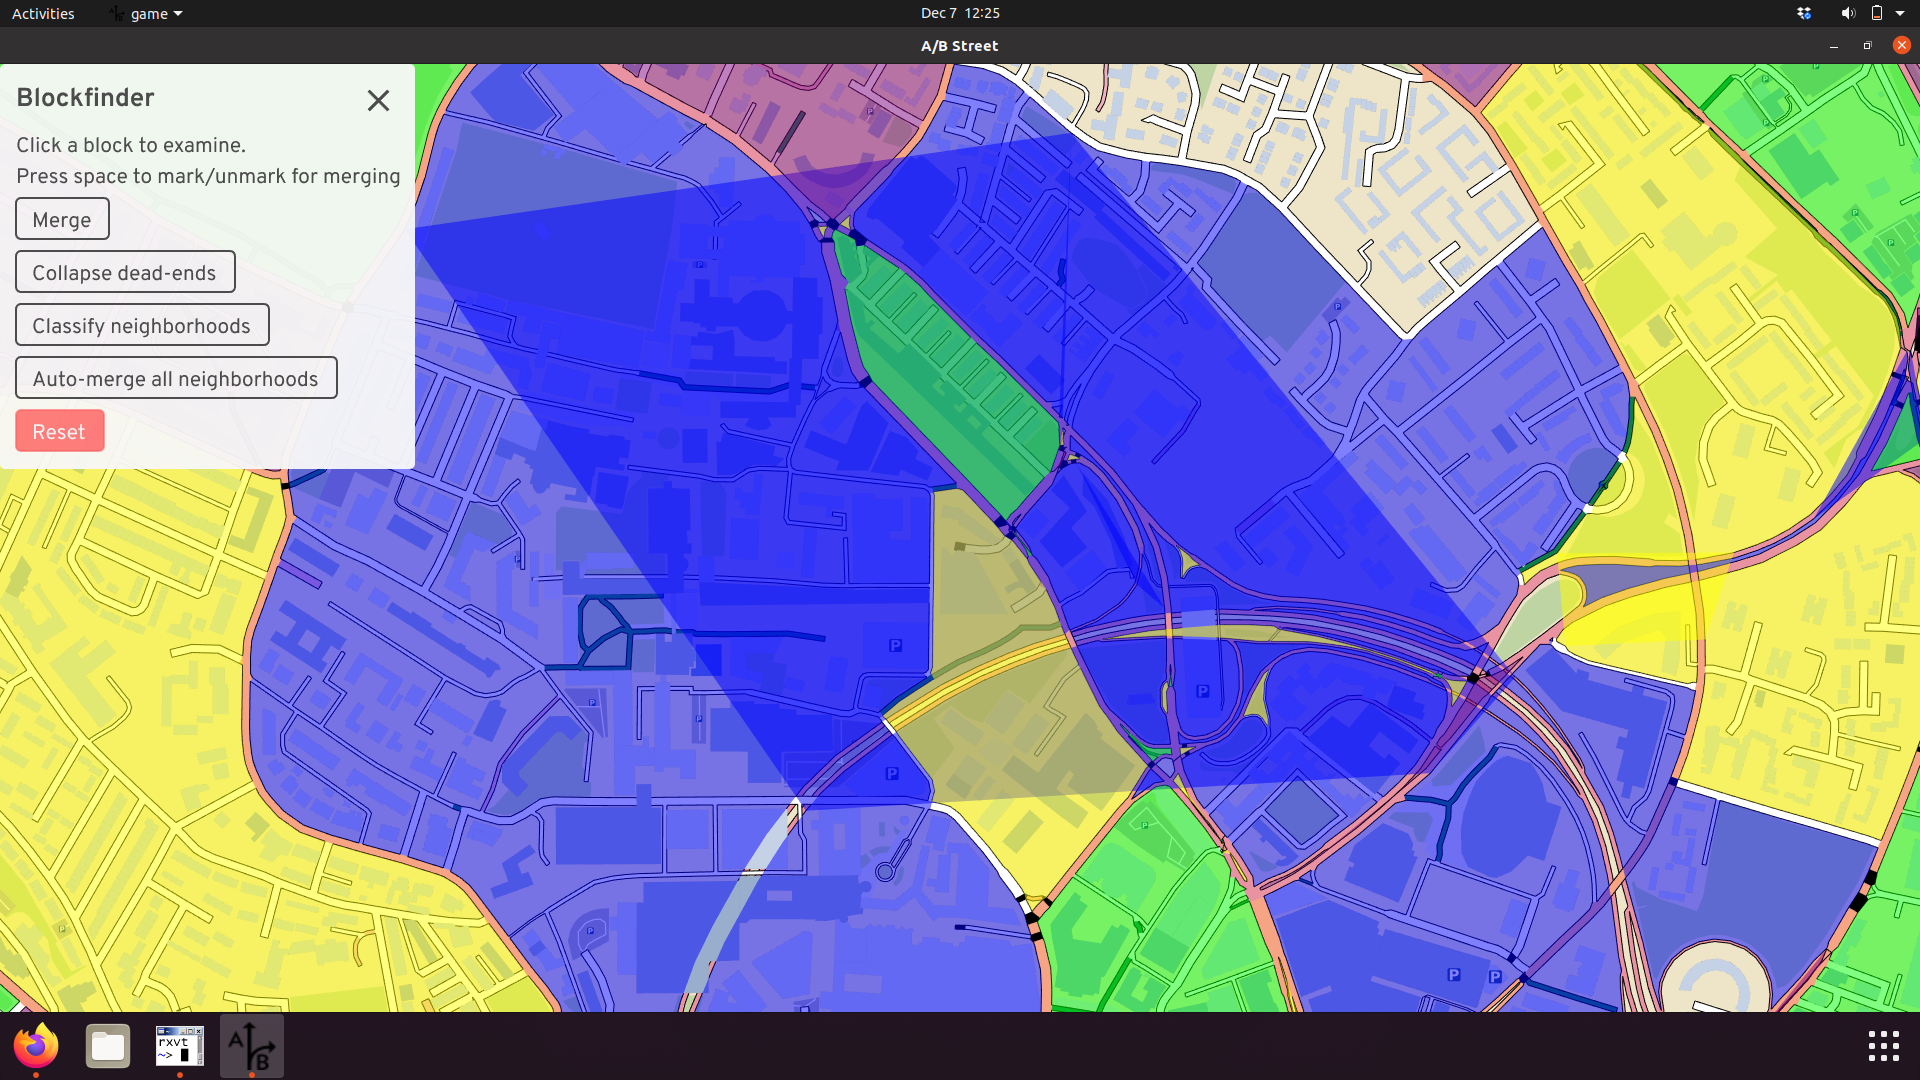 Activities
game
Dec 7 12:25
A/B Street
Blockfinder
Click a block to examine.
Press space to mark/unmark for merging
Merge
Collapse dead-ends
Classify neighborhoods
Auto-merge all neighborhoods
Reset
P
P
P
P
P
P
P
P
P
rxvt
~>
A
B